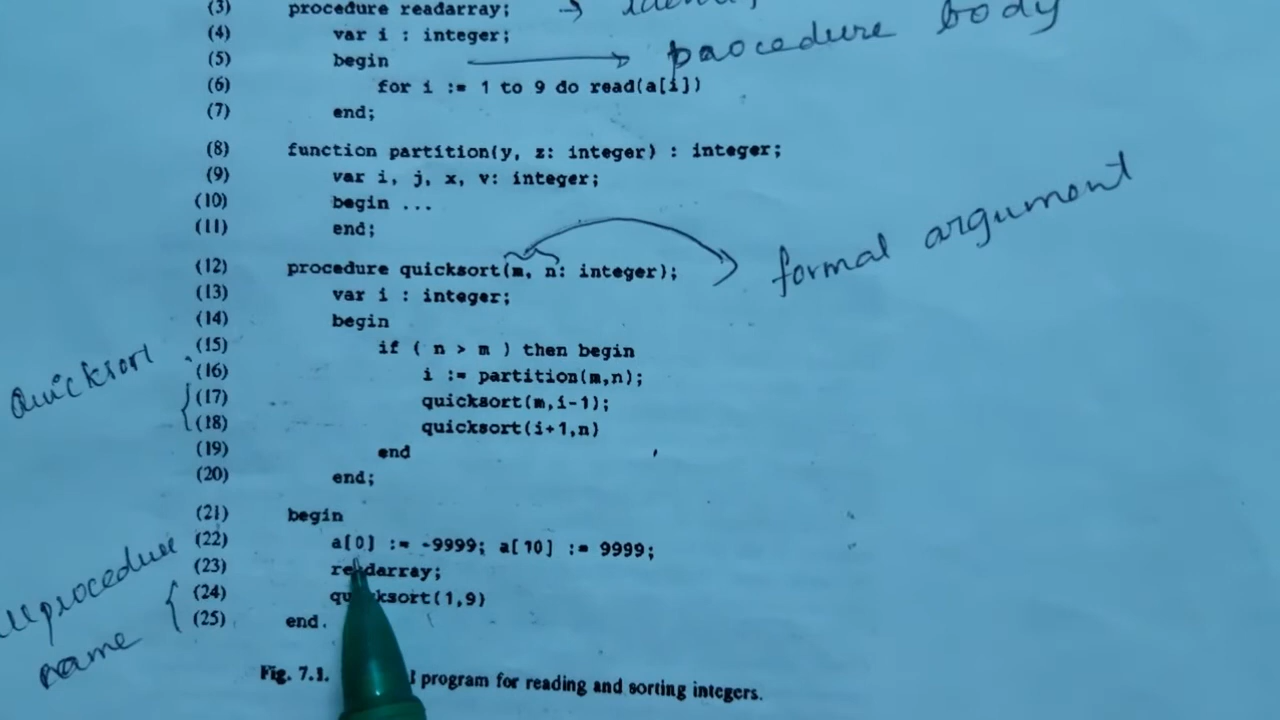 (3) procedure readarray; →
body
(4) var i : integer;
procedure
(5) begin
(6) for i := 1 to 9 do read(a[i])
(7) end;
(8) function partition(y, z: integer) : integer;
(9) var i, j, x, v: integer;
(10) begin ...
(11) end;
formal argument
(12) procedure quicksort(m, n: integer);
(13) var i : integer;
(14) begin
(15) if ( n > m ) then begin
Quicksort
(16) i := partition(m,n);
(17) quicksort(m,i-1);
(18) quicksort(i+1,n)
(19) end
(20) end;
(21) begin
(22) a[0] := -9999; a[10] := 9999;
procedure
(23) readarray;
(24) quicksort(1,9)
name
(25) end.
Fig. 7.1. program for reading and sorting integers.